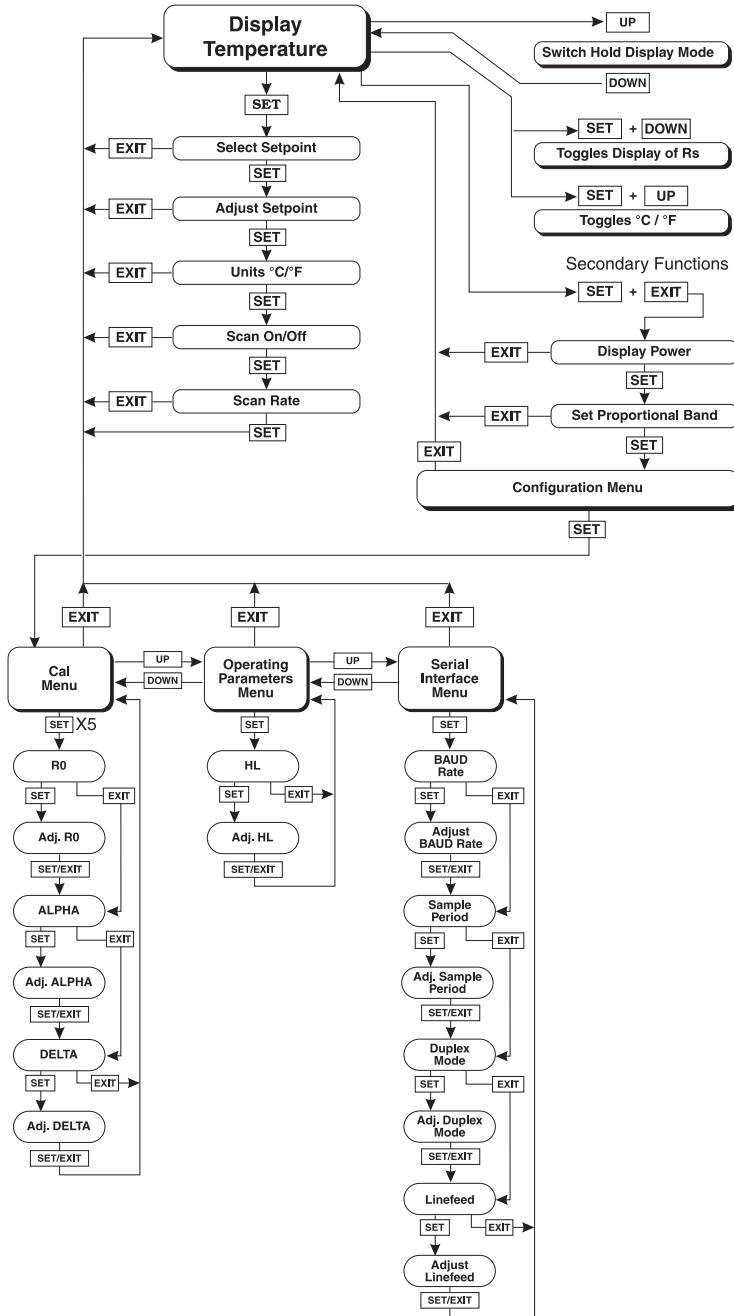 Display
Temperature
UP
Switch Hold Display Mode
DOWN
SET
SET + DOWN
Toggles Display of Rs
EXIT
Select Setpoint
SET
SET + UP
Toggles °C / °F
EXIT
Adjust Setpoint
SET
Secondary Functions
EXIT
Units °C/°F
SET + EXIT
SET
EXIT
Scan On/Off
EXIT
Display Power
SET
SET
EXIT
Scan Rate
EXIT
Set Proportional Band
SET
SET
EXIT
Configuration Menu
SET
EXIT
EXIT
EXIT
Cal
Menu
UP
DOWN
Operating
Parameters
Menu
UP
DOWN
Serial
Interface
Menu
SET X5
R0
SET
EXIT
Adj. R0
SET/EXIT
ALPHA
SET
EXIT
Adj. ALPHA
SET/EXIT
DELTA
SET
EXIT
Adj. DELTA
SET/EXIT
SET
HL
SET
EXIT
Adj. HL
SET/EXIT
SET
BAUD
Rate
SET
EXIT
Adjust
BAUD Rate
SET/EXIT
Sample
Period
SET
EXIT
Adj. Sample
Period
SET/EXIT
Duplex
Mode
SET
EXIT
Adj. Duplex
Mode
SET/EXIT
Linefeed
SET
EXIT
Adjust
Linefeed
SET/EXIT